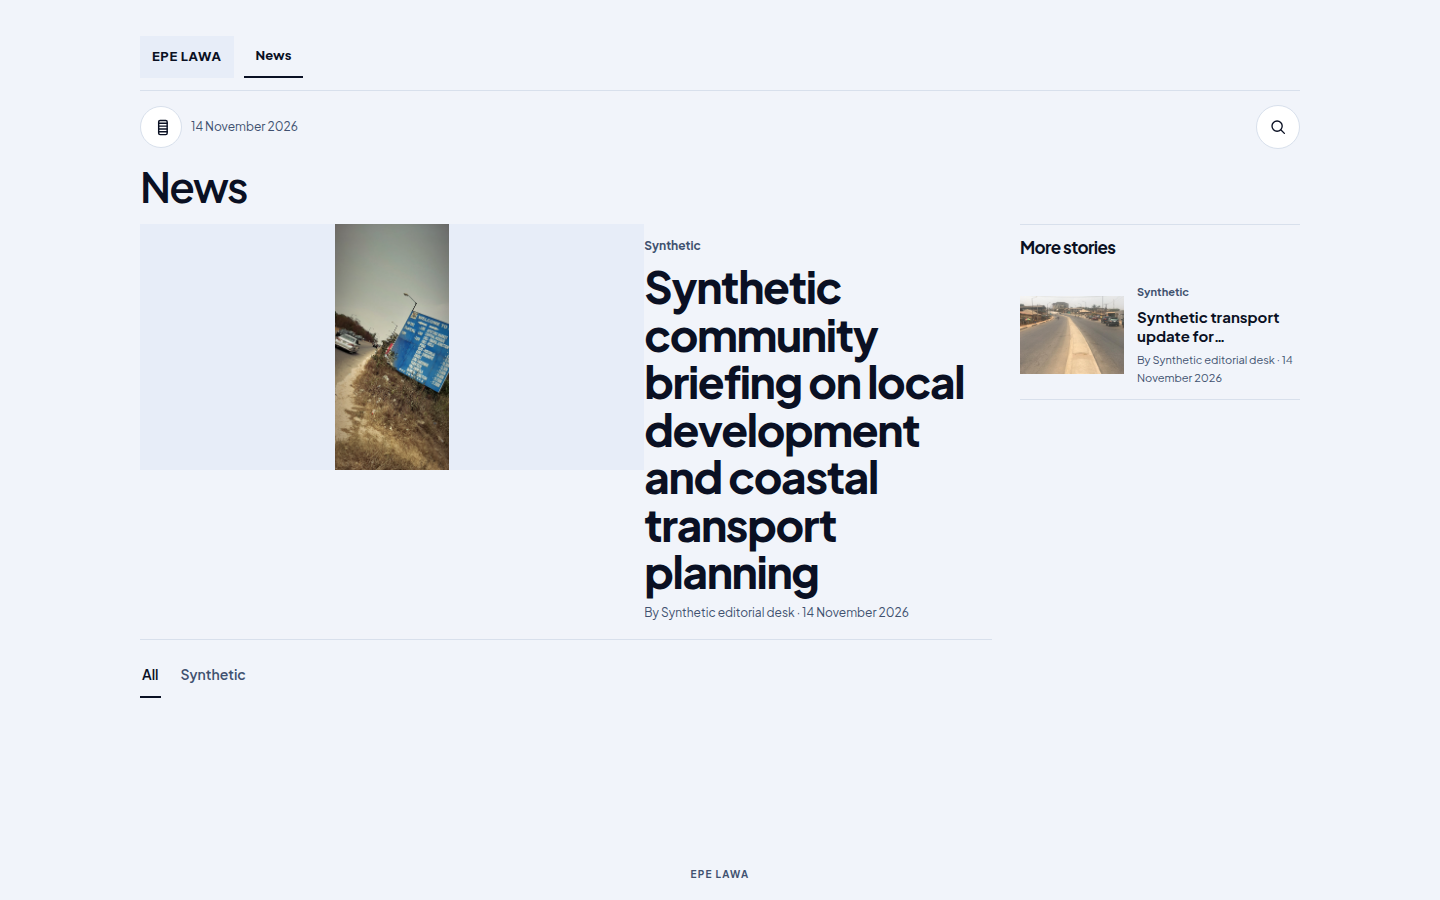 EPE LAWA
News
14 November 2026
News
Synthetic
Synthetic
community
briefing on local
development
and coastal
transport
planning
By Synthetic editorial desk · 14 November 2026
More stories
Synthetic
Synthetic transport
update for…
By Synthetic editorial desk · 14
November 2026
All
Synthetic
EPE LAWA